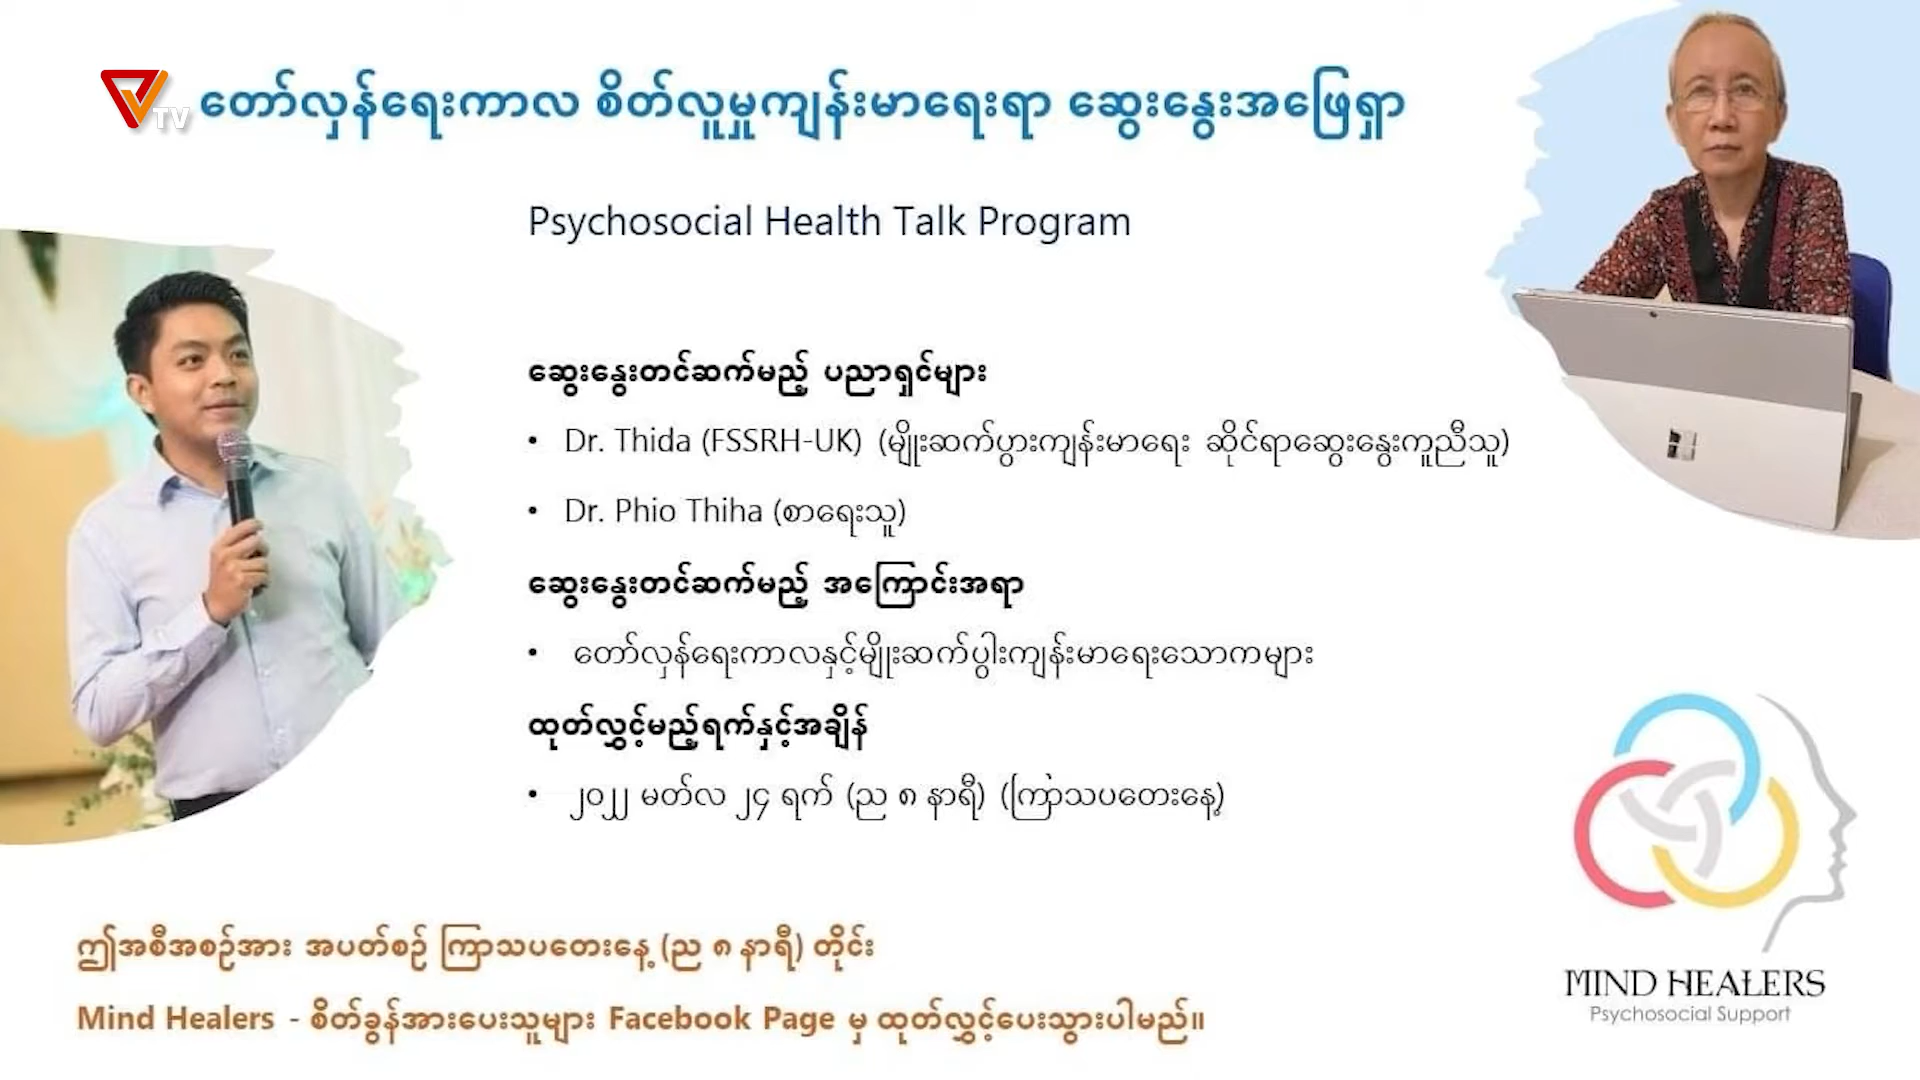 TV
တော်လှန်ရေးကာလ စိတ်လူမှုကျန်းမာရေးရာ ဆွေးနွေးအဖြေရှာ
Psychosocial Health Talk Program
ဆွေးနွေးတင်ဆက်မည့် ပညာရှင်များ
• Dr. Thida (FSSRH-UK) (မျိုးဆက်ပွားကျန်းမာရေး ဆိုင်ရာဆွေးနွေးကူညီသူ)
• Dr. Phio Thiha (စာရေးသူ)
ဆွေးနွေးတင်ဆက်မည့် အကြောင်းအရာ
• တော်လှန်ရေးကာလနှင့်မျိုးဆက်ပွါးကျန်းမာရေးသောကများ
ထုတ်လွှင့်မည့်ရက်နှင့်အချိန်
• ၂၀၂၂ မတ်လ ၂၄ ရက် (ည ၈ နာရီ) (ကြာသပတေးနေ့)
ဤအစီအစဉ်အား အပတ်စဉ် ကြာသပတေးနေ့ (ည ၈ နာရီ) တိုင်း
Mind Healers - စိတ်ခွန်အားပေးသူများ Facebook Page မှ ထုတ်လွှင့်ပေးသွားပါမည်။
MIND HEALERS
Psychosocial Support